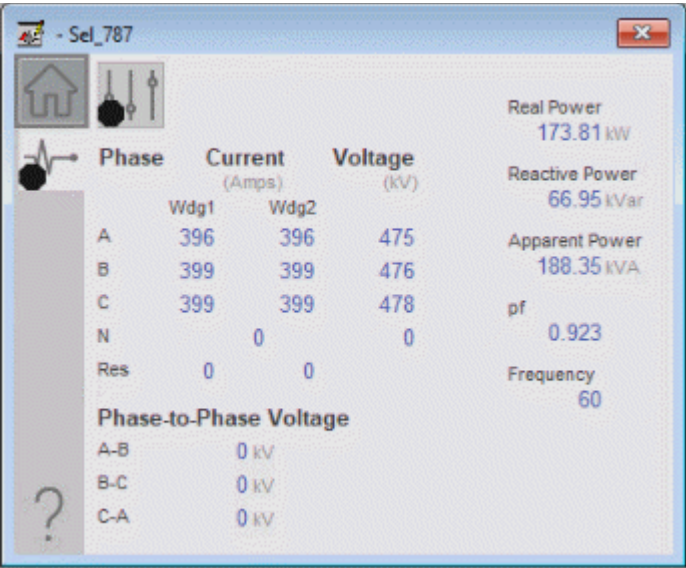 - Sel_787
Real Power
173.81 kW
Phase Current Voltage
(Amps) (kV)
Reactive Power
66.95 kVar
Wdg1 Wdg2
A 396 396 475
Apparent Power
188.35 kVA
B 399 399 476
C 399 399 478
pf
0.923
N 0 0
Res 0 0
Frequency
60
Phase-to-Phase Voltage
A-B 0 kV
B-C 0 kV
C-A 0 kV
?